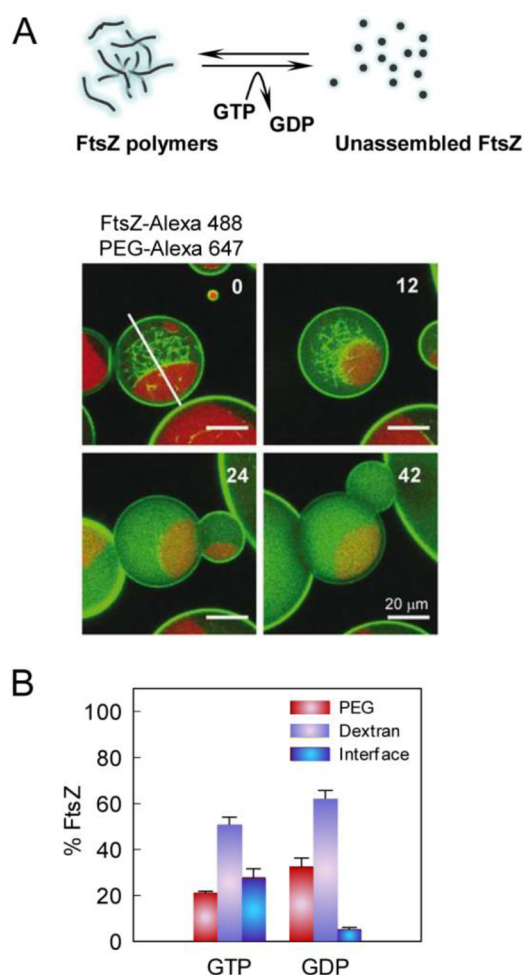 A
GTP
GDP
FtsZ polymers
Unassembled FtsZ
FtsZ-Alexa 488
PEG-Alexa 647
0
12
24
42
20 μm
B
% FtsZ
100
80
60
40
20
0
PEG
Dextran
Interface
GTP
GDP